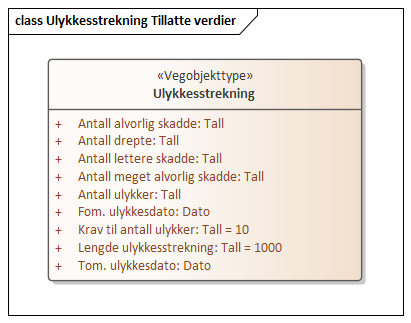 class Ulykkesstrekning Tillatte verdier
«Vegobjekttype»
Ulykkesstrekning
+ Antall alvorlig skadde: Tall
+ Antall drepte: Tall
+ Antall lettere skadde: Tall
+ Antall meget alvorlig skadde: Tall
+ Antall ulykker: Tall
+ Fom. ulykkesdato: Dato
+ Krav til antall ulykker: Tall = 10
+ Lengde ulykkesstrekning: Tall = 1000
+ Tom. ulykkesdato: Dato